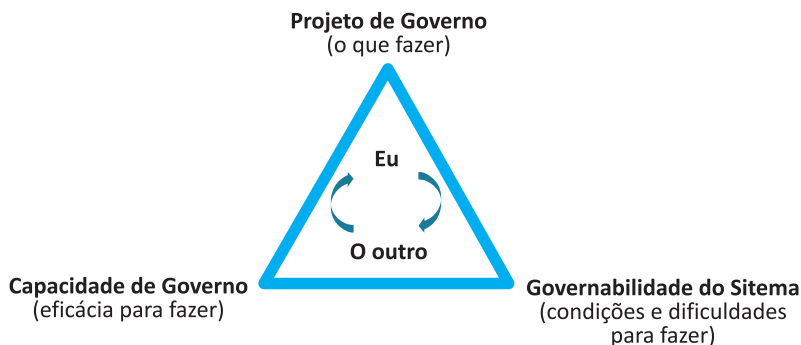 Projeto de Governo
(o que fazer)
Eu
O outro
Capacidade de Governo
(eficácia para fazer)
Governabilidade do Sitema
(condições e dificuldades
para fazer)